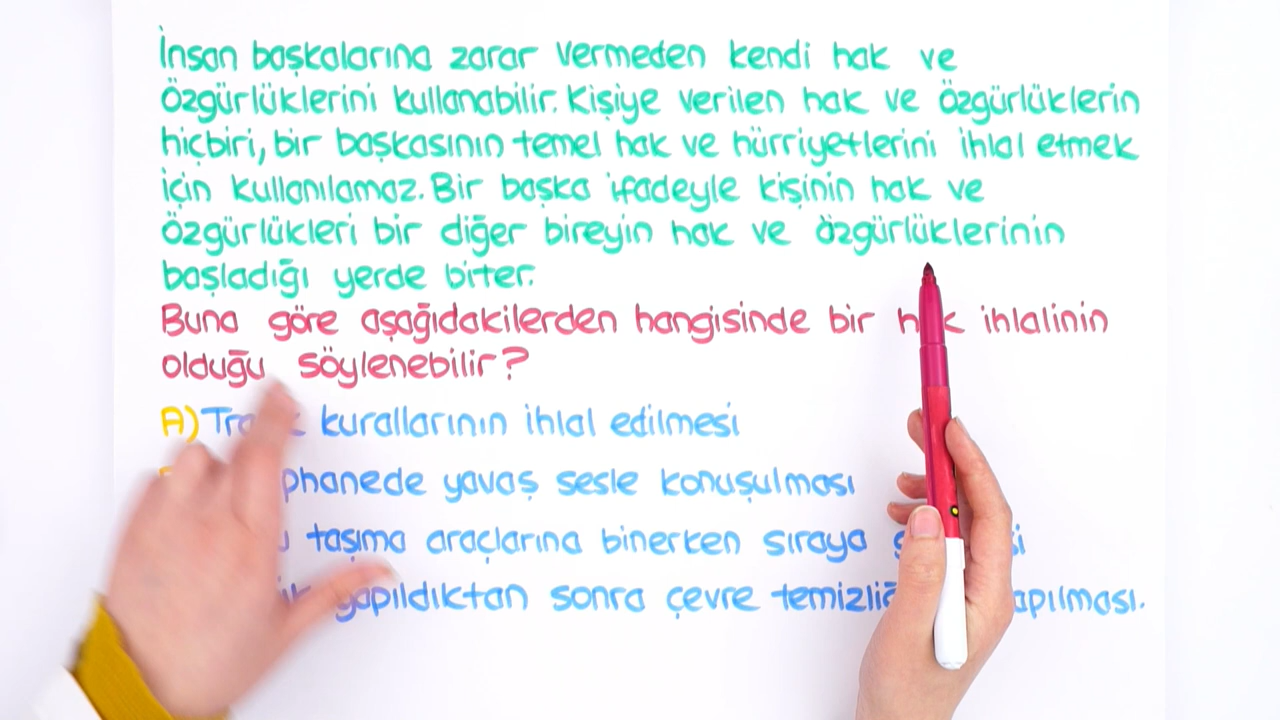 İnsan başkalarına zarar vermeden kendi hak ve
özgürlüklerini kullanabilir. Kişiye verilen hak ve özgürlüklerin
hiçbiri, bir başkasının temel hak ve hürriyetlerini ihlal etmek
için kullanılamaz. Bir başka ifadeyle kişinin hak ve
özgürlükleri bir diğer bireyin hak ve özgürlüklerinin
başladığı yerde biter.
Buna göre aşağıdakilerden hangisinde bir ihlalinin
olduğu söylenebilir?
A) kurallarının ihlal edilmesi
yavaş sesle konuşulması
taşıma araçlarına binerken sıraya
yapıldıktan sonra çevre